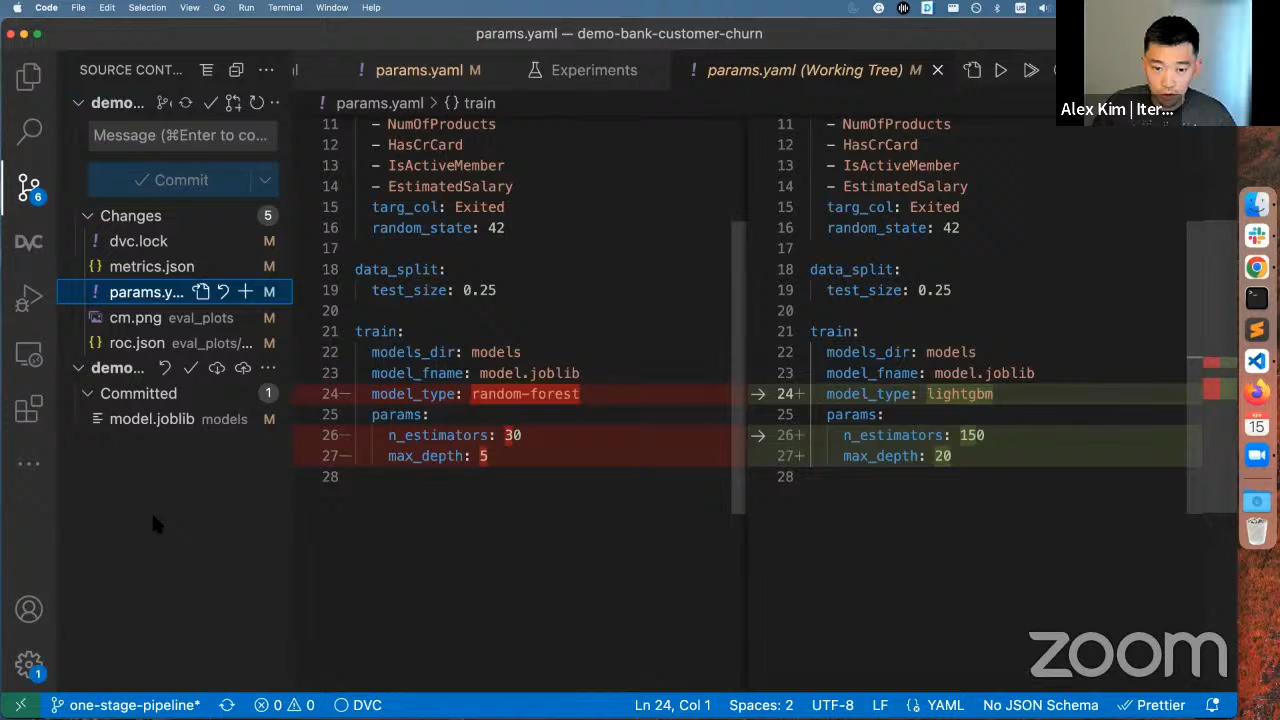 Code File Edit Selection View Go Run Terminal Window Help
params.yaml — demo-bank-customer-churn
Alex Kim | Iter...
SOURCE CONT...
params.yaml M
Experiments
params.yaml (Working Tree) M
demo...
params.yaml > {} train
Message (⌘Enter to co...
Commit
6
Changes 5
dvc.lock M
metrics.json M
params.y... M
cm.png eval_plots M
roc.json eval_plots/... M
demo...
Committed 1
model.joblib models M
DVC
11 - NumOfProducts
12 - HasCrCard
13 - IsActiveMember
14 - EstimatedSalary
15 targ_col: Exited
16 random_state: 42
17
18 data_split:
19 test_size: 0.25
20
21 train:
22 models_dir: models
23 model_fname: model.joblib
24— model_type: random-forest
25 params:
26— n_estimators: 30
27— max_depth: 5
28
11 - NumOfProducts
12 - HasCrCard
13 - IsActiveMember
14 - EstimatedSalary
15 targ_col: Exited
16 random_state: 42
17
18 data_split:
19 test_size: 0.25
20
21 train:
22 models_dir: models
23 model_fname: model.joblib
24+ model_type: lightgbm
25 params:
26+ n_estimators: 150
27+ max_depth: 20
28
15
zoom
1
one-stage-pipeline* 0 0 DVC Ln 24, Col 1 Spaces: 2 UTF-8 LF {} YAML No JSON Schema Prettier